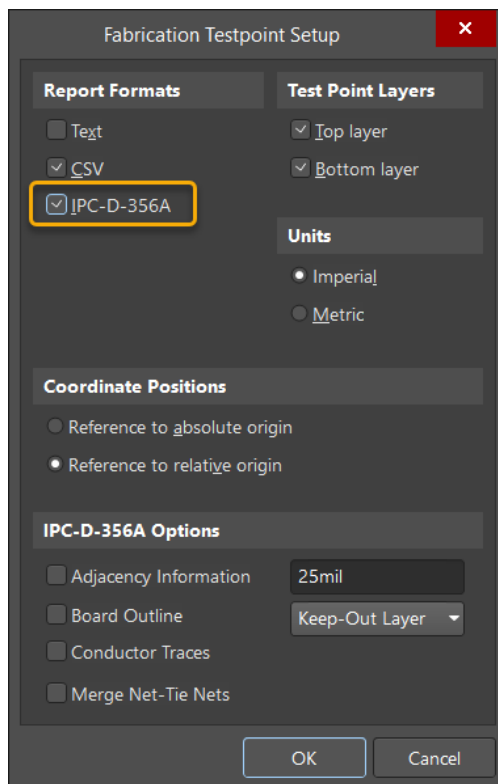 Fabrication Testpoint Setup
Report Formats
Text
CSV
IPC-D-356A
Test Point Layers
Top layer
Bottom layer
Units
Imperial
Metric
Coordinate Positions
Reference to absolute origin
Reference to relative origin
IPC-D-356A Options
Adjacency Information 25mil
Board Outline Keep-Out Layer
Conductor Traces
Merge Net-Tie Nets
OK Cancel